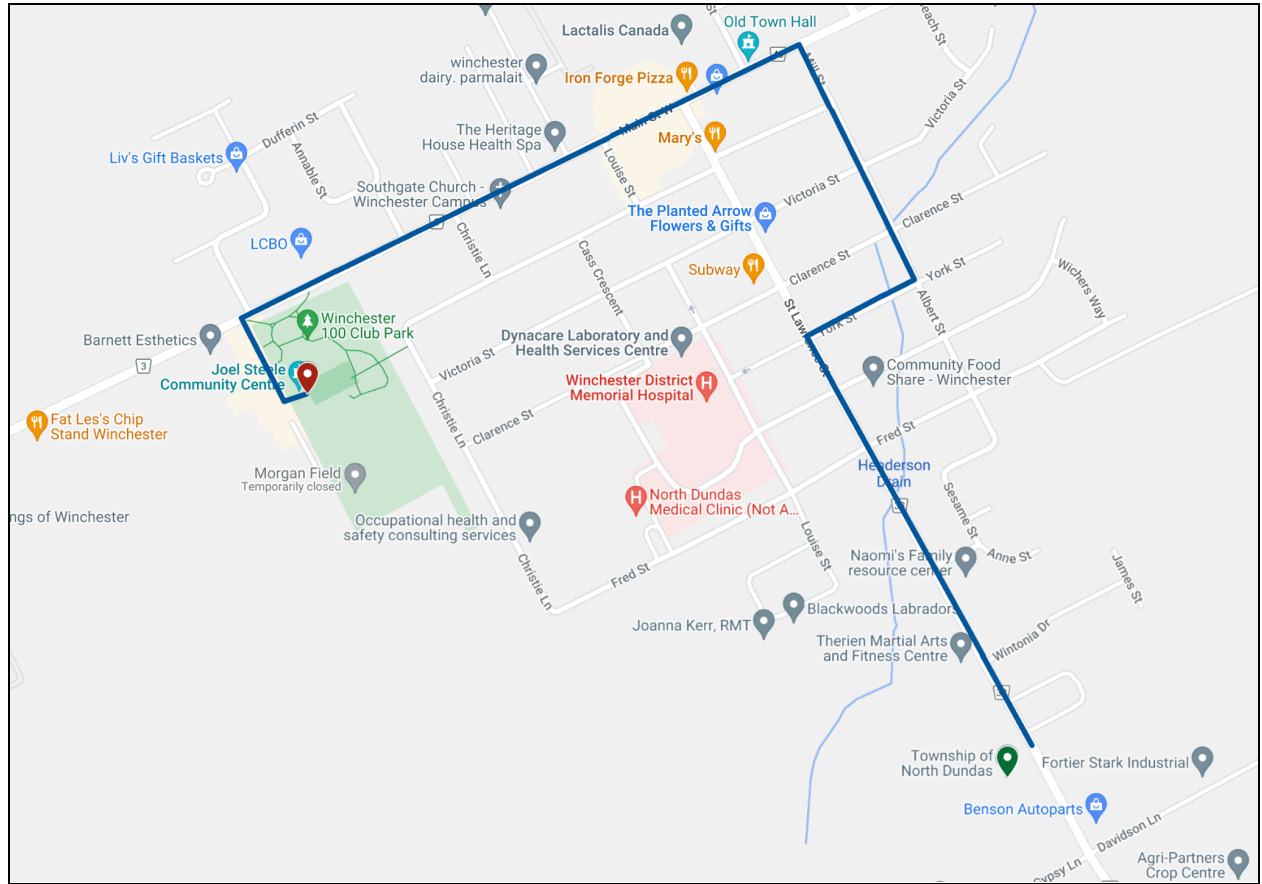 Lactalis Canada
Old Town Hall
each St
winchester
dairy. parmalait
Iron Forge Pizza
Mill St
St
Main St W
Dufferin St
Victoria St
The Heritage
House Health Spa
Mary's
Liv's Gift Baskets
Annable St
Louise St
Southgate Church -
Winchester Campus
Victoria St
The Planted Arrow
Flowers & Gifts
Clarence St
LCBO
Christie Ln
Cass Crescent
Subway
Clarence St
York St
Wichers Way
Albert St
St Lawrence St
York St
Winchester
100 Club Park
Barnett Esthetics
Dynacare Laboratory and
Health Services Centre
3
Victoria St
Joel Steele
Community Centre
Winchester District
Memorial Hospital
Community Food
Share - Winchester
Fat Les's Chip
Stand Winchester
Christie Ln
Clarence St
Fred St
Morgan Field
Temporarily closed
Henderson
Drain
North Dundas
Medical Clinic (Not A...
Sesame St
ngs of Winchester
Occupational health and
safety consulting services
Louise St
Christie Ln
Fred St
Naomi's Family
resource center
Anne St
James St
Blackwoods Labradors
Joanna Kerr, RMT
Therien Martial Arts
and Fitness Centre
Wintonia Dr
Township of
North Dundas
Fortier Stark Industrial
Benson Autoparts
Davidson Ln
Gypsy Ln
Agri-Partners
Crop Centre